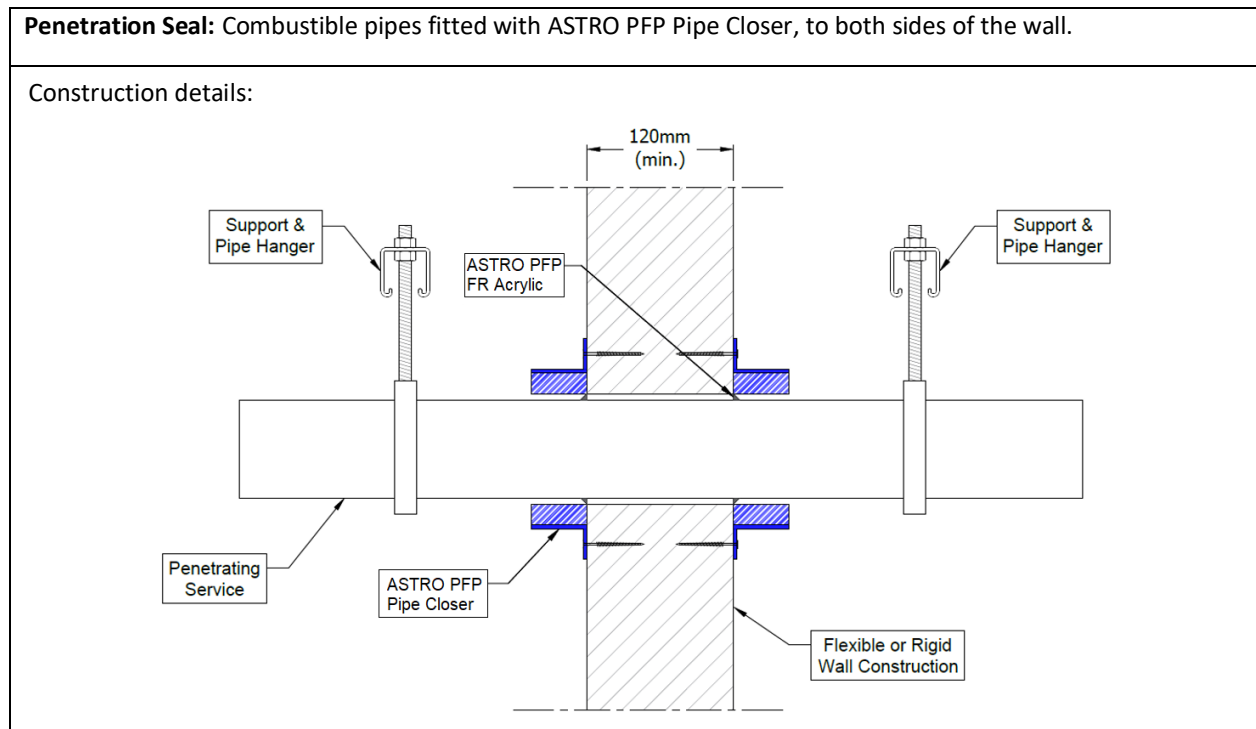 Penetration Seal: Combustible pipes fitted with ASTRO PFP Pipe Closer, to both sides of the wall.
Construction details:
120mm
(min.)
Support &
Pipe Hanger
Support &
Pipe Hanger
ASTRO PFP
FR Acrylic
Penetrating
Service
ASTRO PFP
Pipe Closer
Flexible or Rigid
Wall Construction